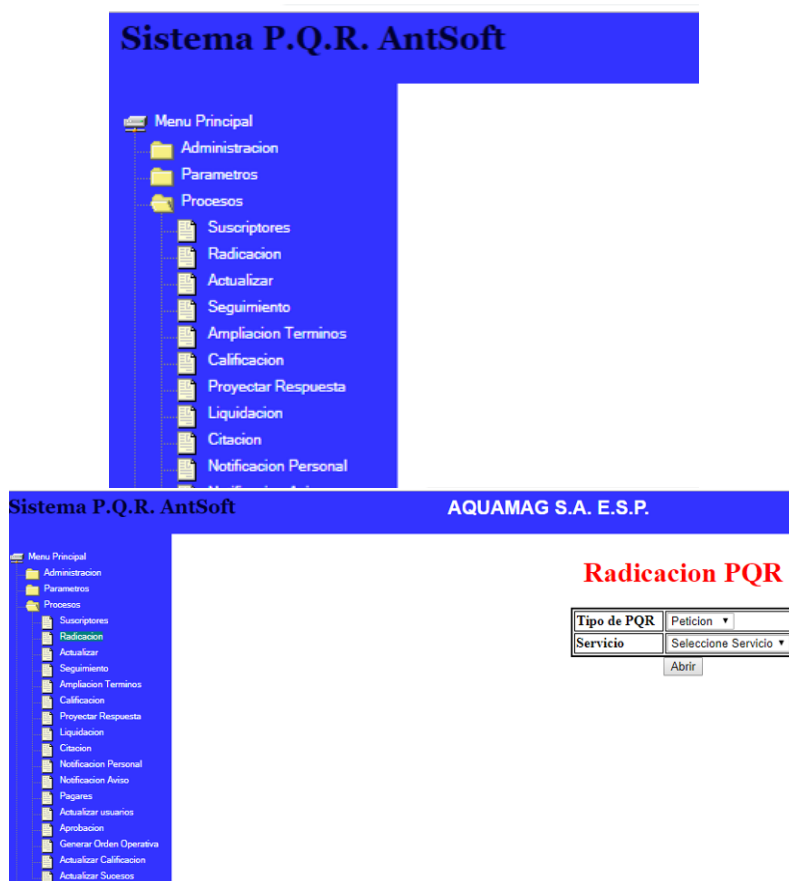 Sistema P.Q.R. AntSoft
Menu Principal
Administracion
Parametros
Procesos
Suscriptores
Radicacion
Actualizar
Seguimiento
Ampliacion Terminos
Calificacion
Proyectar Respuesta
Liquidacion
Citacion
Notificacion Personal
Sistema P.Q.R. AntSoft
AQUAMAG S.A. E.S.P.
Menu Principal
Administracion
Parametros
Procesos
Suscriptores
Radicacion
Actualizar
Seguimiento
Ampliacion Terminos
Calificacion
Proyectar Respuesta
Liquidacion
Citacion
Notificacion Personal
Notificacion Aviso
Pagares
Actualizar usuarios
Aprobacion
Generar Orden Operativa
Actualizar Calificacion
Actualizar Sucesos
Radicacion PQR
Tipo de PQR Peticion
Servicio Seleccione Servicio
Abrir